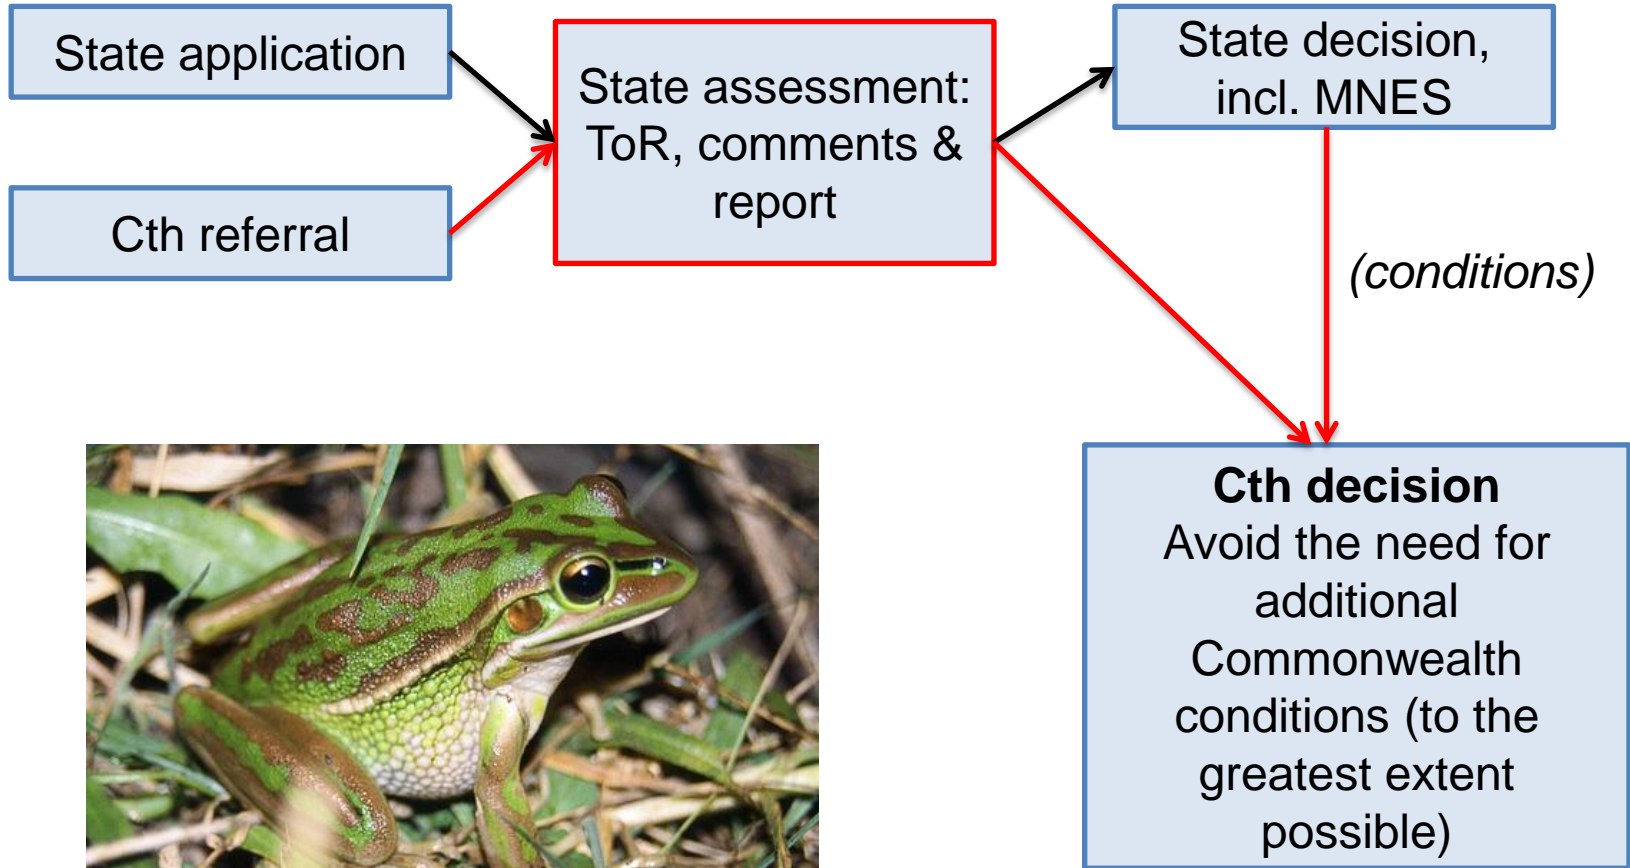 State application
Cth referral
State assessment:
ToR, comments &
report
State decision,
incl. MNES
(conditions)
Cth decision
Avoid the need for
additional
Commonwealth
conditions (to the
greatest extent
possible)